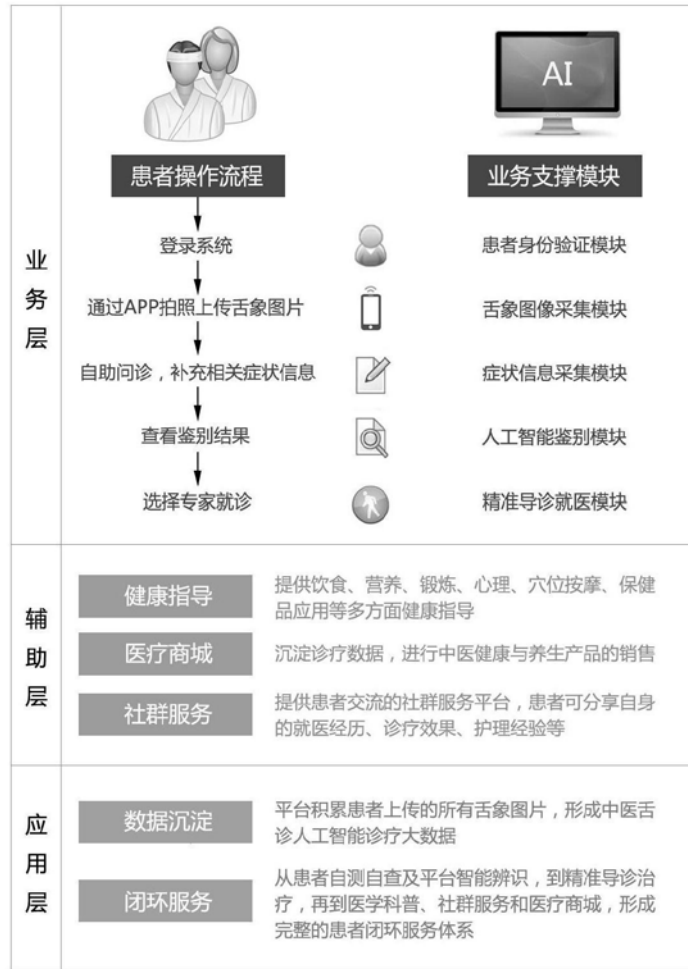 AI
患者操作流程
业务支撑模块
业务层
登录系统
患者身份验证模块
通过APP拍照上传舌象图片
舌象图像采集模块
自助问诊，补充相关症状信息
症状信息采集模块
查看鉴别结果
人工智能鉴别模块
选择专家就诊
精准导诊就医模块
辅助层
健康指导
提供饮食、营养、锻炼、心理、穴位按摩、保健
品应用等多方面健康指导
医疗商城
沉淀诊疗数据，进行中医健康与养生产品的销售
社群服务
提供患者交流的社群服务平台，患者可分享自身
的就医经历、诊疗效果、护理经验等
应用层
数据沉淀
平台积累患者上传的所有舌象图片，形成中医舌
诊人工智能诊疗大数据
闭环服务
从患者自测自查及平台智能辨识，到精准导诊治
疗，再到医学科普、社群服务和医疗商城，形成
完整的患者闭环服务体系